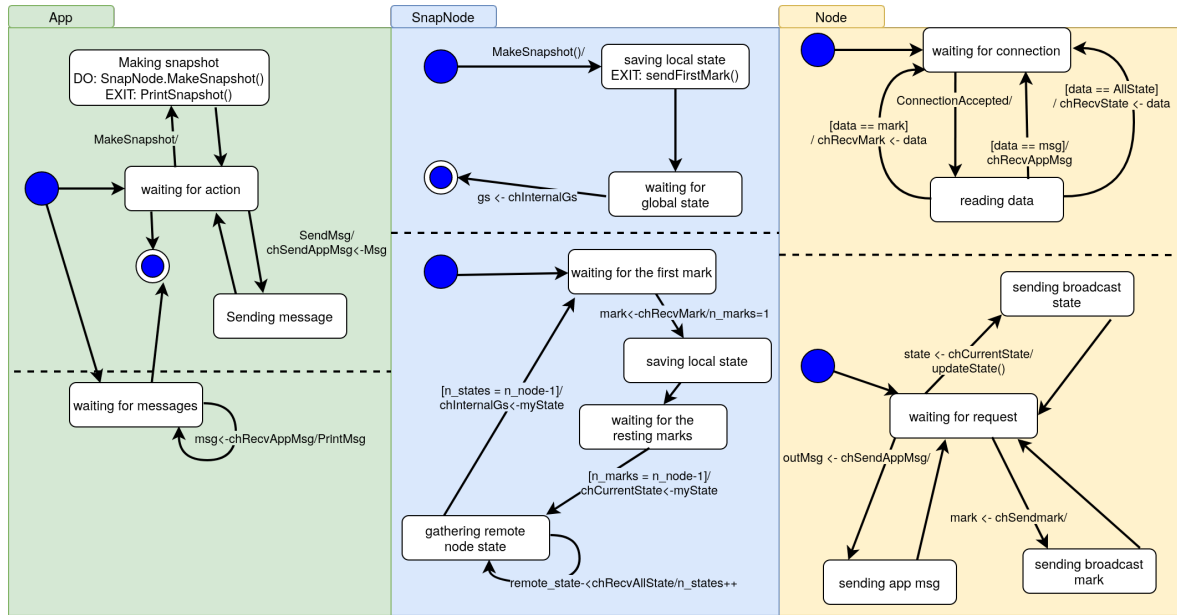 App
Making snapshot
DO: SnapNode.MakeSnapshot()
EXIT: PrintSnapshot()
MakeSnapshot/
waiting for action
SendMsg/
chSendAppMsg<-Msg
Sending message
waiting for messages
msg<-chRecvAppMsg/PrintMsg
SnapNode
MakeSnapshot()/
saving local state
EXIT: sendFirstMark()
waiting for
global state
gs <- chInternalGs
waiting for the first mark
mark<-chRecvMark/n_marks=1
saving local state
waiting for the
resting marks
[n_states = n_node-1]/
chInternalGs<-myState
[n_marks = n_node-1]/
chCurrentState<-myState
gathering remote
node state
remote_state-<chRecvAllState/n_states++
Node
waiting for connection
ConnectionAccepted/
[data == AllState]
/ chRecvState <- data
[data == mark]
/ chRecvMark <- data
[data == msg]/
chRecvAppMsg
reading data
sending broadcast
state
state <- chCurrentState/
updateState()
waiting for request
outMsg <- chSendAppMsg/
mark <- chSendmark/
sending app msg
sending broadcast
mark